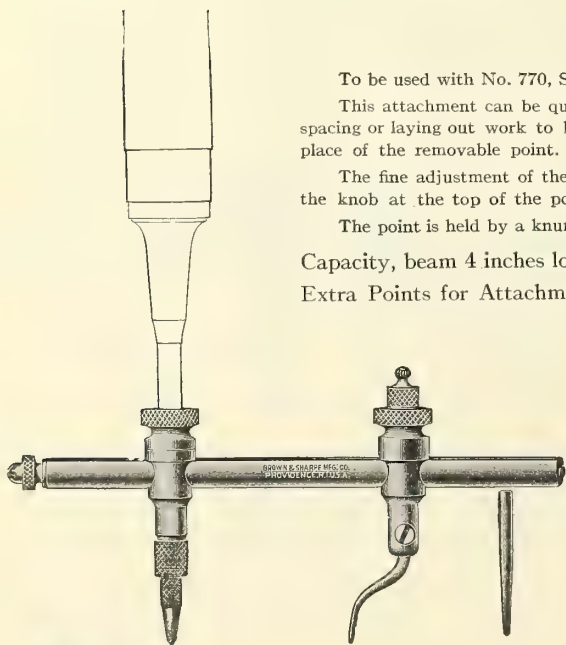 To be used with No. 770, S
This attachment can be qu
spacing or laying out work to
place of the removable point.
The fine adjustment of the
the knob at the top of the po
The point is held by a knur
Capacity, beam 4 inches lo
Extra Points for Attachm
BROWN & SHARPE MFG. CO.
PROVIDENCE, R.I. U.S.A.